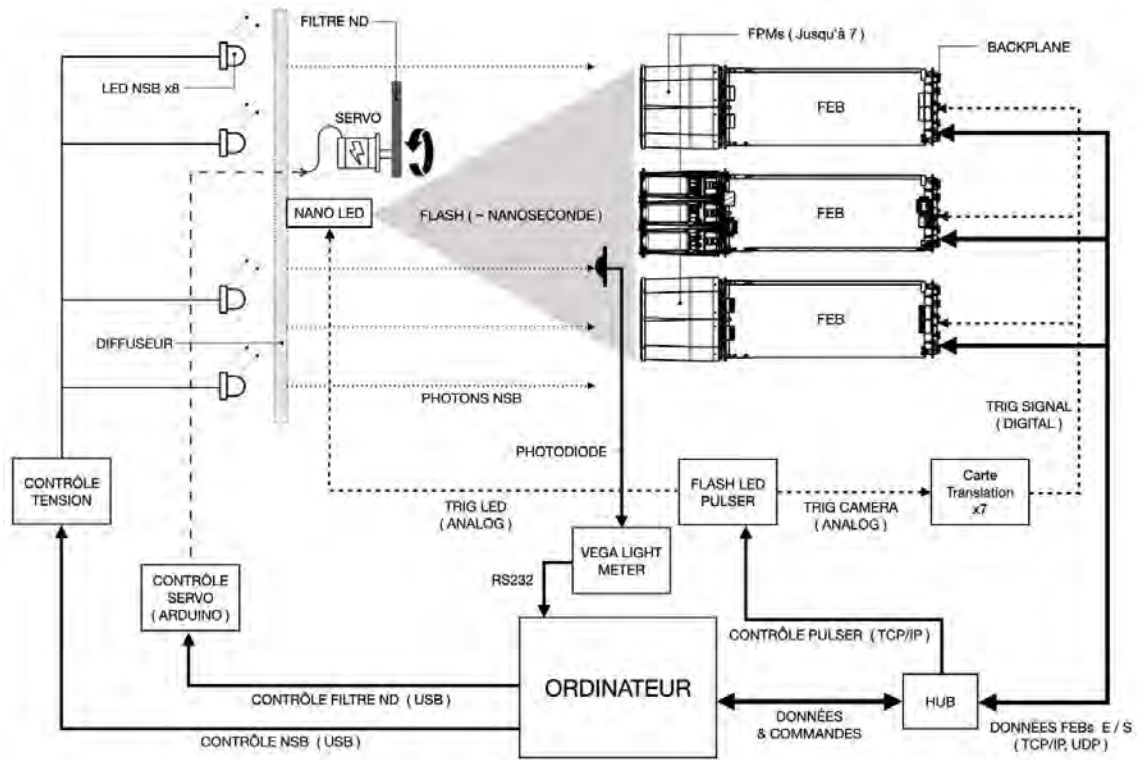 FILTRE ND
FPMs ( Jusqu'à 7 )
BACKPLANE
LED NSB x8
SERVO
FEB
NANO LED
FLASH ( ~ NANOSECONDE )
FEB
FEB
DIFFUSEUR
PHOTONS NSB
TRIG SIGNAL
( DIGITAL )
PHOTODIODE
CONTRÔLE
TENSION
FLASH LED
PULSER
Carte
Translation
x7
TRIG LED
( ANALOG )
TRIG CAMERA
( ANALOG )
VEGA LIGHT
METER
RS232
CONTRÔLE
SERVO
( ARDUINO )
CONTRÔLE PULSER ( TCP/IP )
ORDINATEUR
CONTRÔLE FILTRE ND ( USB )
HUB
CONTRÔLE NSB ( USB )
DONNÉES
& COMMANDES
DONNÉES FEBs E / S
( TCP/IP, UDP )